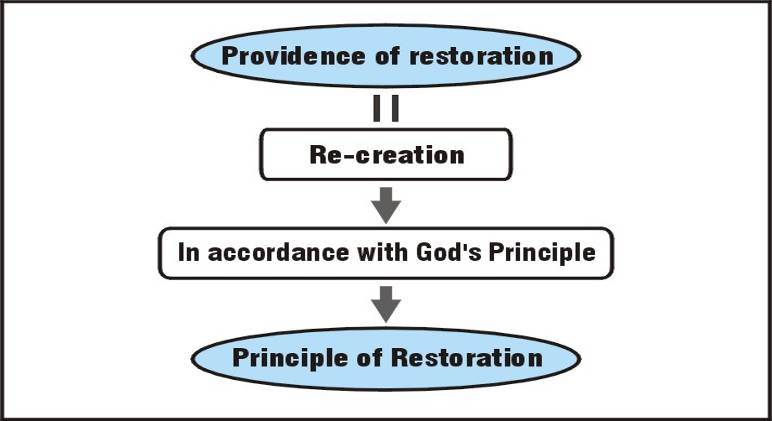 Providence of restoration
Re-creation
In accordance with God's Principle
Principle of Restoration